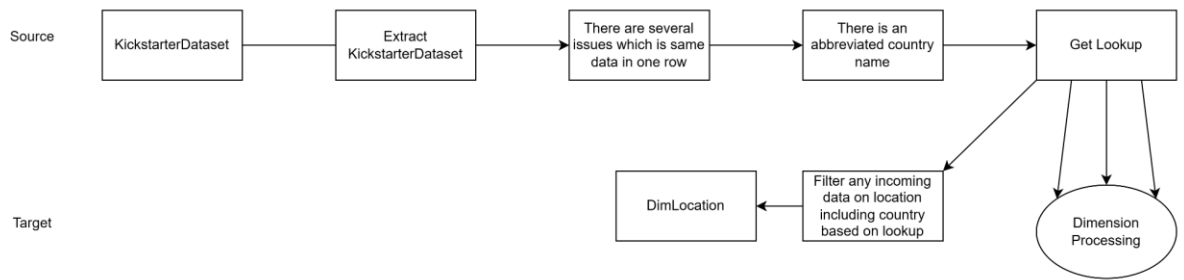 Source
KickstarterDataset
Extract
KickstarterDataset
There are several
issues which is same
data in one row
There is an
abbreviated country
name
Get Lookup
Target
DimLocation
Filter any incoming
data on location
including country
based on lookup
Dimension
Processing